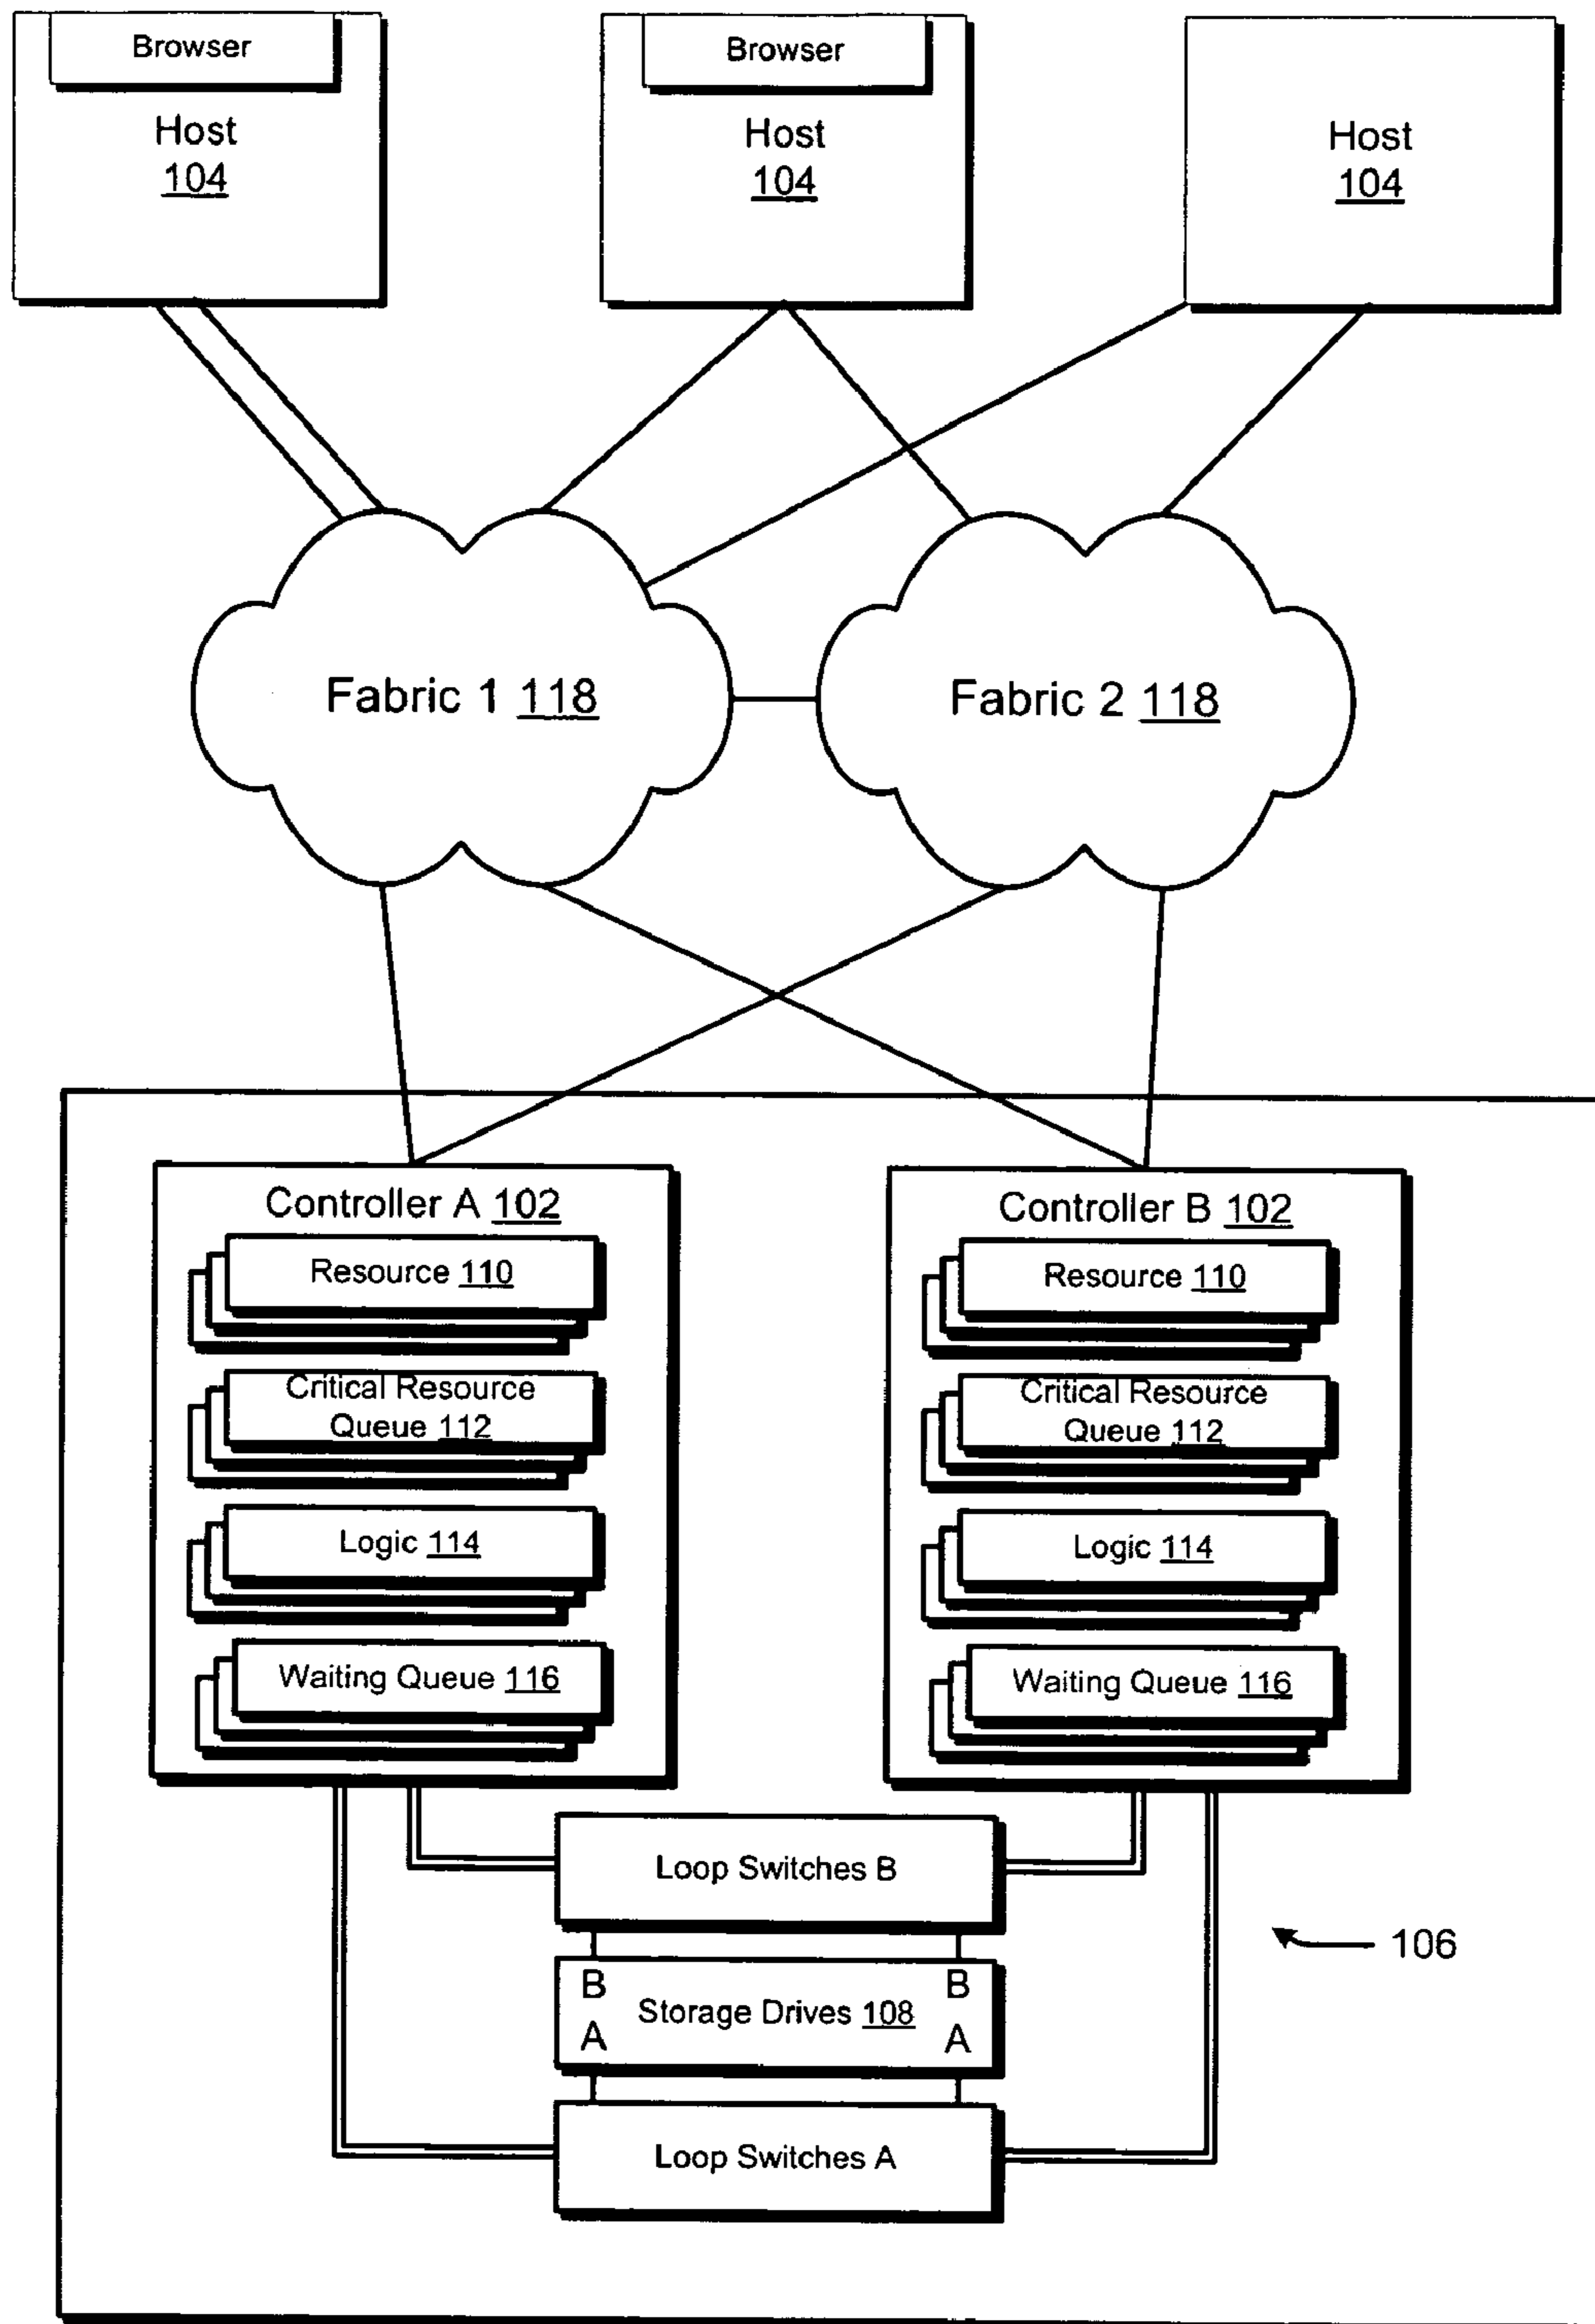 Browser
Host
104
Browser
Host
104
Host
104
Fabric 1 118
Fabric 2 118
Controller A 102
Resource 110
Critical Resource
Queue 112
Logic 114
Waiting Queue 116
Controller B 102
Resource 110
Critical Resource
Queue 112
Logic 114
Waiting Queue 116
Loop Switches B
106
B
B
Storage Drives 108
A
A
Loop Switches A